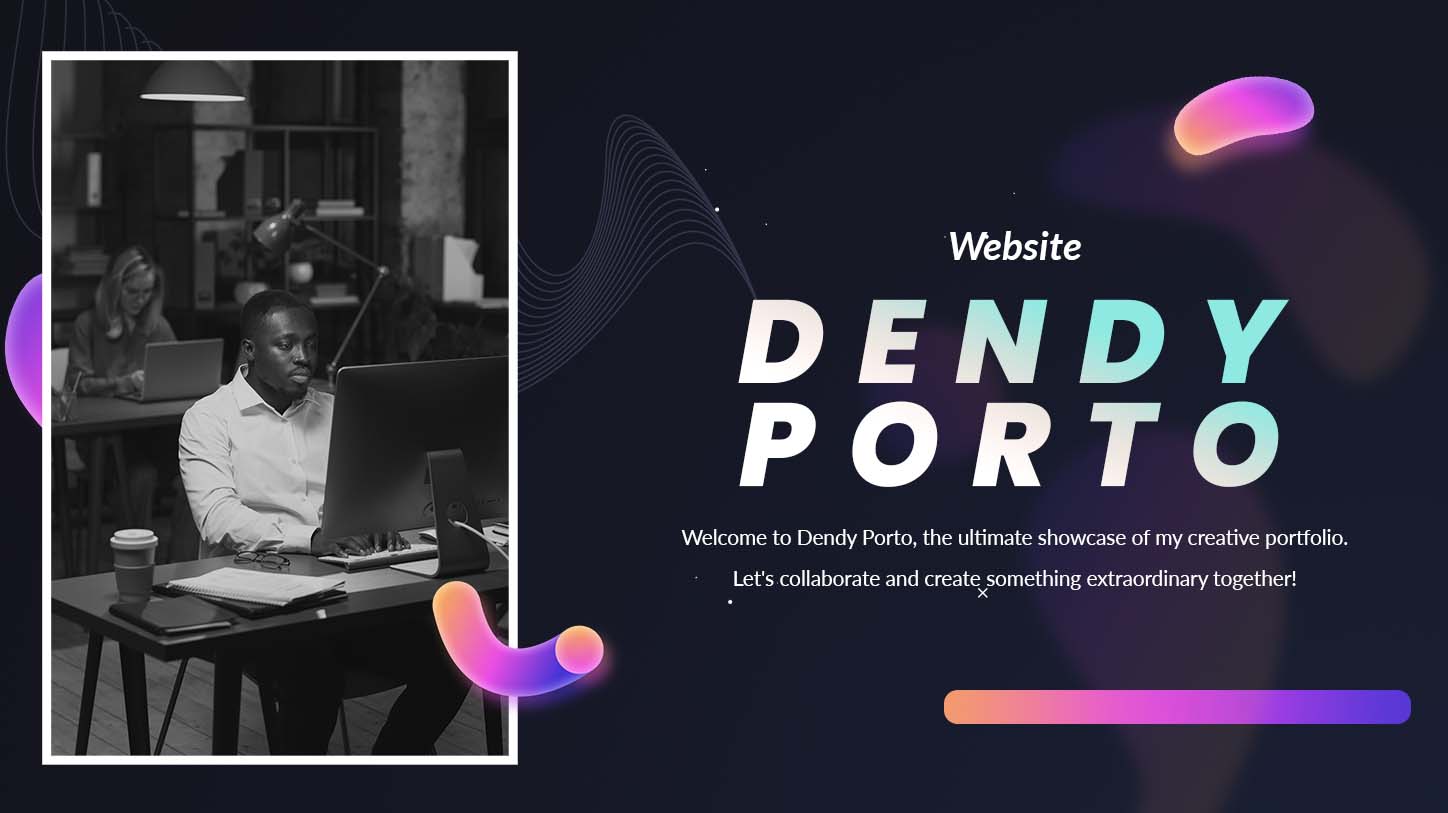 Website
DENDY
PORTO
Welcome to Dendy Porto, the ultimate showcase of my creative portfolio.
Let's collaborate and create something extraordinary together!